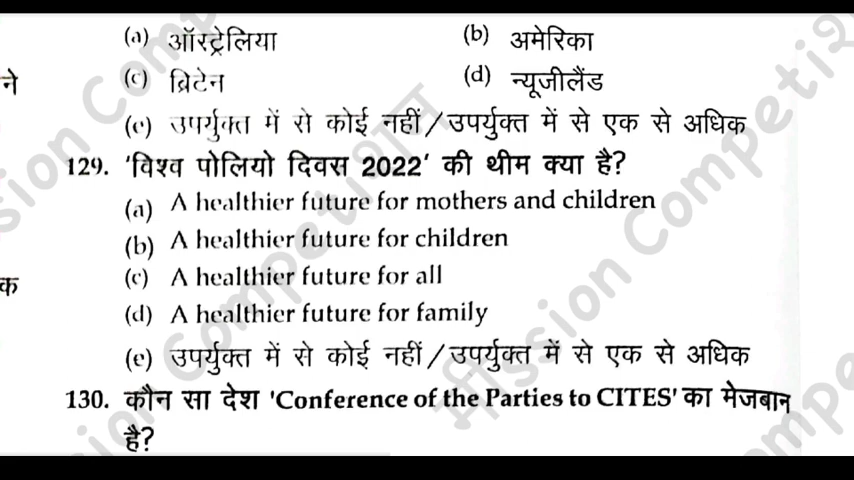 (a) ऑस्ट्रेलिया (b) अमेरिका
ने (c) ब्रिटेन (d) न्यूजीलैंड
(e) उपर्युक्त में से कोई नहीं/उपर्युक्त में से एक से अधिक
129. 'विश्व पोलियो दिवस 2022' की थीम क्या है?
(a) A healthier future for mothers and children
(b) A healthier future for children
क (c) A healthier future for all
(d) A healthier future for family
(e) उपर्युक्त में से कोई नहीं/उपर्युक्त में से एक से अधिक
130. कौन सा देश 'Conference of the Parties to CITES' का मेजबान
है?